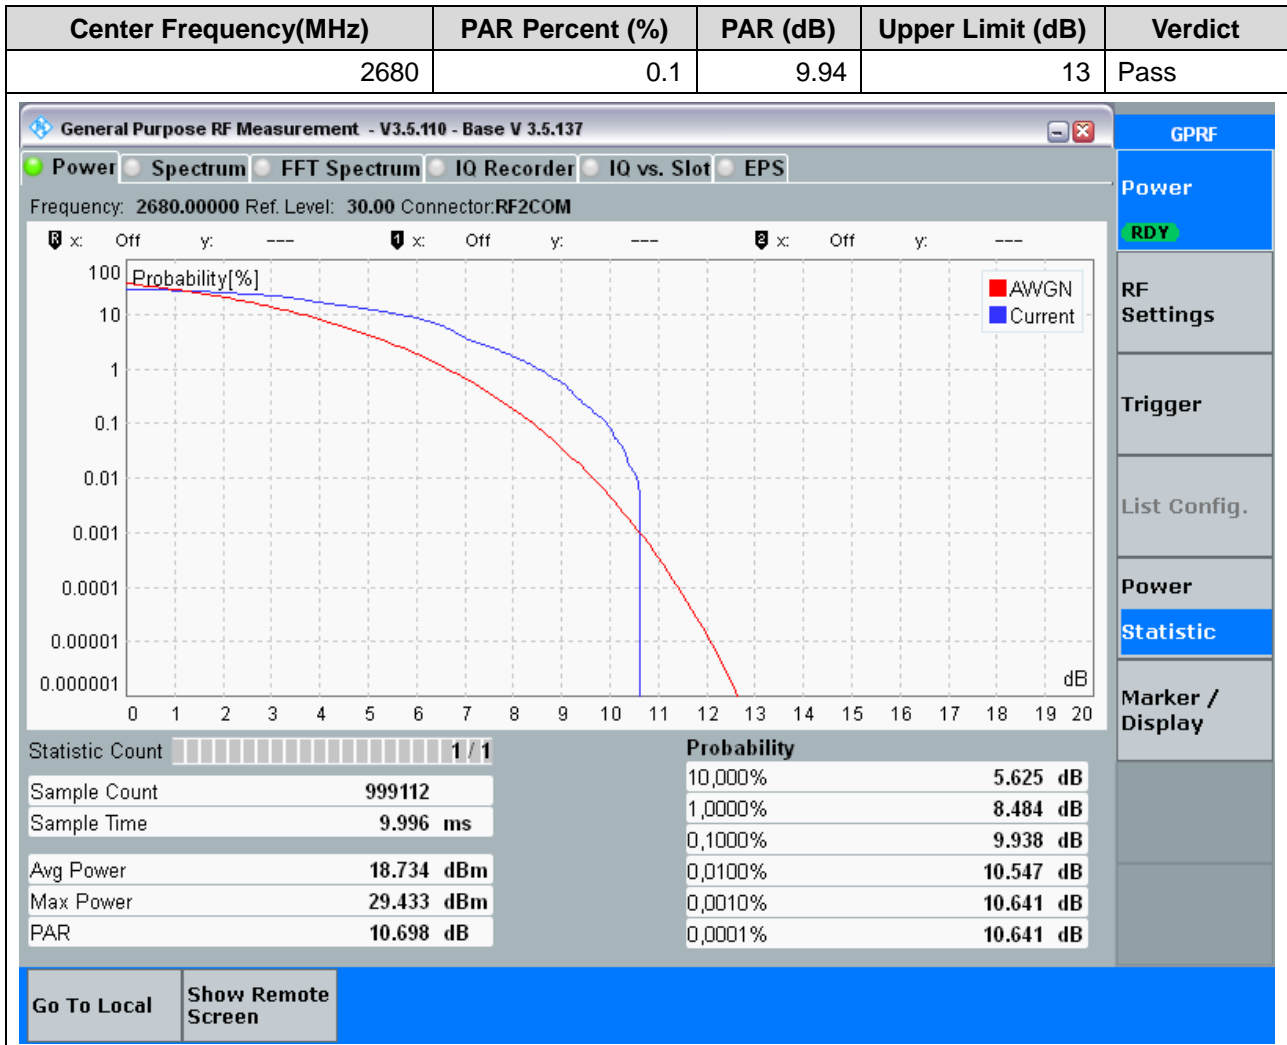 Center Frequency(MHz) PAR Percent (%) PAR (dB) Upper Limit (dB) Verdict
2680 0.1 9.94 13 Pass
General Purpose RF Measurement - V3.5.110 - Base V 3.5.137
GPRF
Power Spectrum FFT Spectrum IQ Recorder IQ vs. Slot EPS
Power
RDY
Frequency: 2680.00000 Ref. Level: 30.00 Connector:RF2COM
R x: Off y: --- 1 x: Off y: --- 2 x: Off y: ---
Probability[%]
AWGN
Current
100
10
1
0.1
0.01
0.001
0.0001
0.00001
0.000001
dB
0 1 2 3 4 5 6 7 8 9 10 11 12 13 14 15 16 17 18 19 20
RF
Settings
Trigger
List Config.
Power
Statistic
Marker /
Display
Statistic Count 1 / 1
Sample Count 999112
Sample Time 9.996 ms
Avg Power 18.734 dBm
Max Power 29.433 dBm
PAR 10.698 dB
Probability
10,000% 5.625 dB
1,0000% 8.484 dB
0,1000% 9.938 dB
0,0100% 10.547 dB
0,0010% 10.641 dB
0,0001% 10.641 dB
Go To Local
Show Remote
Screen